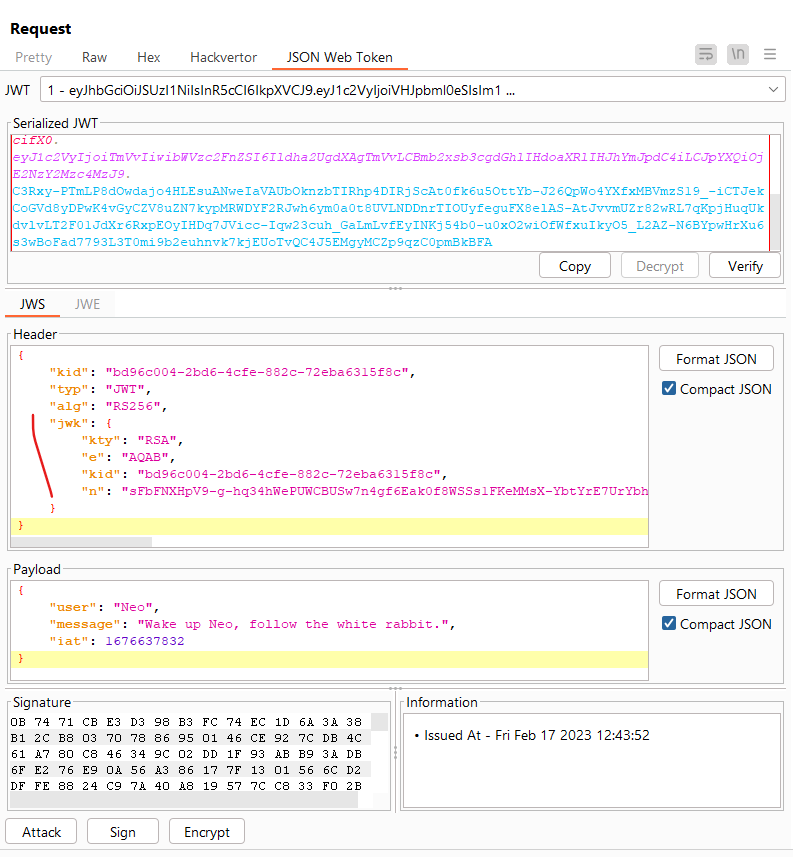 Request
Pretty Raw Hex Hackvertor JSON Web Token
JWT 1 - eyJhbGciOiJSUzI1NiIsInR5cCI6IkpXVCJ9.eyJ1c2VyIjoiVHJpbml0eSIsIm1 ...
Serialized JWT
cifX0.
eyJ1c2VyIjoiTmVvIiwibWVzc2FnZSI6Ildha2UgdXAgTmVvLCBmb2xsb3cgdGhlIHdoaXRlIHJhYmJpdC4iLCJpYXQiOjE2NzY2Mzc4MzJ9.
C3Rxy-PTmLP8dOwdajo4HLEsuANweIaVAUbOknzbTIRhp4DIRjScAt0fk6u5OttYb-J26QpWo4YXfxMBVmzSl9_-iCTJek
CoGVd8yDPwK4vGyCZV8uZN7kypMRWDYF2RJwh6ym0a0t8UVLNDDnrTIOUyfeguFX8elAS-AtJvvmUZr82wRL7qKpjHuqUk
dvlvLT2F0lJdXr6RxpEOyIHDq7JVicc-Iqw23cuh_GaLmLvfEyINKj54b0-u0xO2wiOfWfxuIkyO5_L2AZ-N6BYpwHrXu6
s3wBoFad7793L3T0mi9b2euhnvk7kjEUoTvQC4J5EMgyMCZp9qzC0pmBkBFA
Copy Decrypt Verify
JWS JWE
Header
{
"kid": "bd96c004-2bd6-4cfe-882c-72eba6315f8c",
"typ": "JWT",
"alg": "RS256",
"jwk": {
"kty": "RSA",
"e": "AQAB",
"kid": "bd96c004-2bd6-4cfe-882c-72eba6315f8c",
"n": "sFbFNXHpV9-g-hq34hWePUWCBUSw7n4gf6Eak0f8WSSslFKeMMsX-YbtYrE7UrYbh
}
}
Format JSON
Compact JSON
Payload
{
"user": "Neo",
"message": "Wake up Neo, follow the white rabbit.",
"iat": 1676637832
}
Format JSON
Compact JSON
Signature
0B 74 71 CB E3 D3 98 B3 FC 74 EC 1D 6A 3A 38
B1 2C B8 03 70 78 86 95 01 46 CE 92 7C DB 4C
61 A7 80 C8 46 34 9C 02 DD 1F 93 AB B9 3A DB
6F E2 76 E9 0A 56 A3 86 17 7F 13 01 56 6C D2
DF FE 88 24 C9 7A 40 A8 19 57 7C C8 33 F0 2B
Information
• Issued At - Fri Feb 17 2023 12:43:52
Attack Sign Encrypt